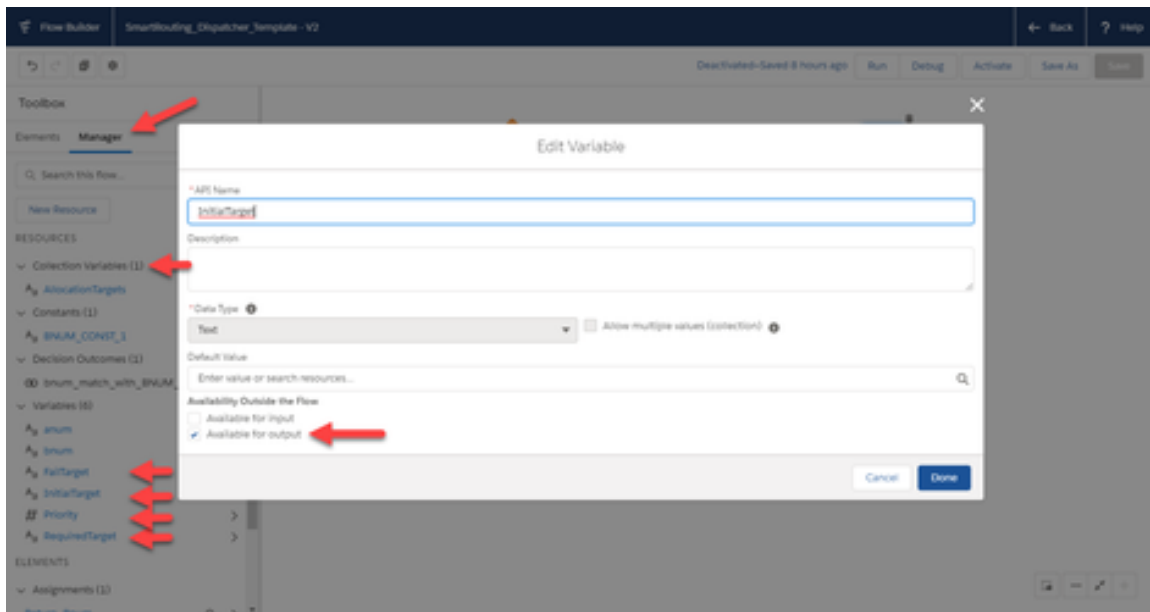 Flow Builder
SmartRouting_Dispatcher_Template - V2
Back
? Help
Deactivated–Saved 8 hours ago
Run
Debug
Activate
Save As
Save
Toolbox
Elements
Manager
Search this flow...
New Resource
RESOURCES
Collection Variables (1)
AllocationTargets
Constants (1)
BNUM_CONST_1
Decision Outcomes (1)
bnum_match_with_BNUM_
Variables (6)
anum
bnum
FailTarget
InitialTarget
Priority
RequiredTarget
ELEMENTS
Assignments (1)
Edit Variable
*API Name
InitialTarget
Description
*Data Type
Text
Allow multiple values (collection)
Default Value
Enter value or search resources...
Availability Outside the Flow
Available for input
Available for output
Cancel
Done